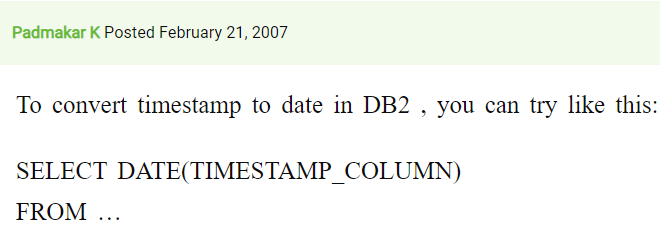 Padmakar K Posted February 21, 2007
To convert timestamp to date in DB2 , you can try like this:
SELECT DATE(TIMESTAMP_COLUMN)
FROM …